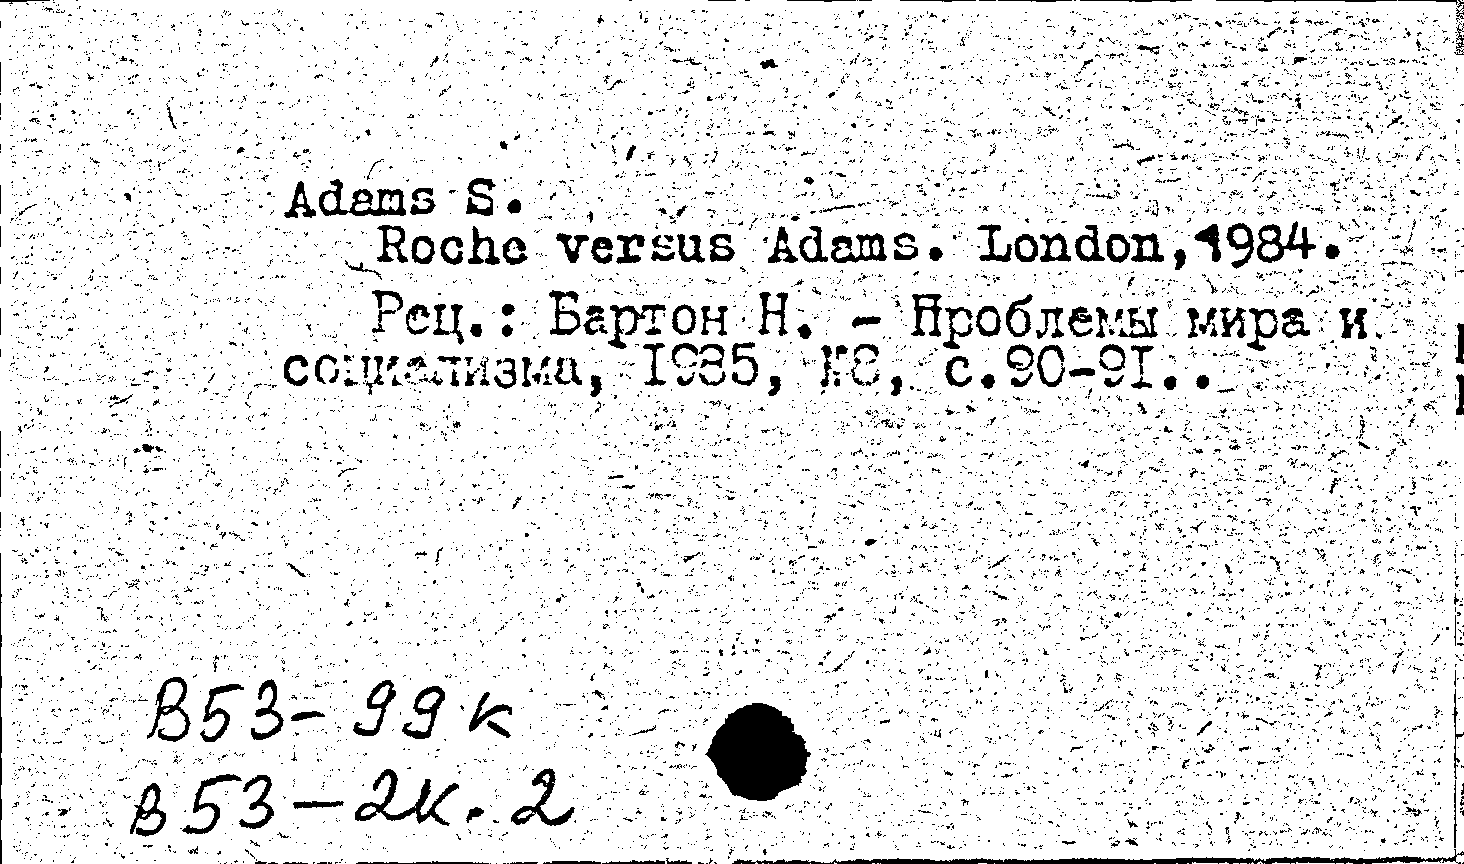 Adams S.
Roche versus Adams. London,1984.
Рец.: Бартон Н. - Проблемы мира и
социализма, 1985, №8, с.90-91..
В53-99к
В53-2к.2